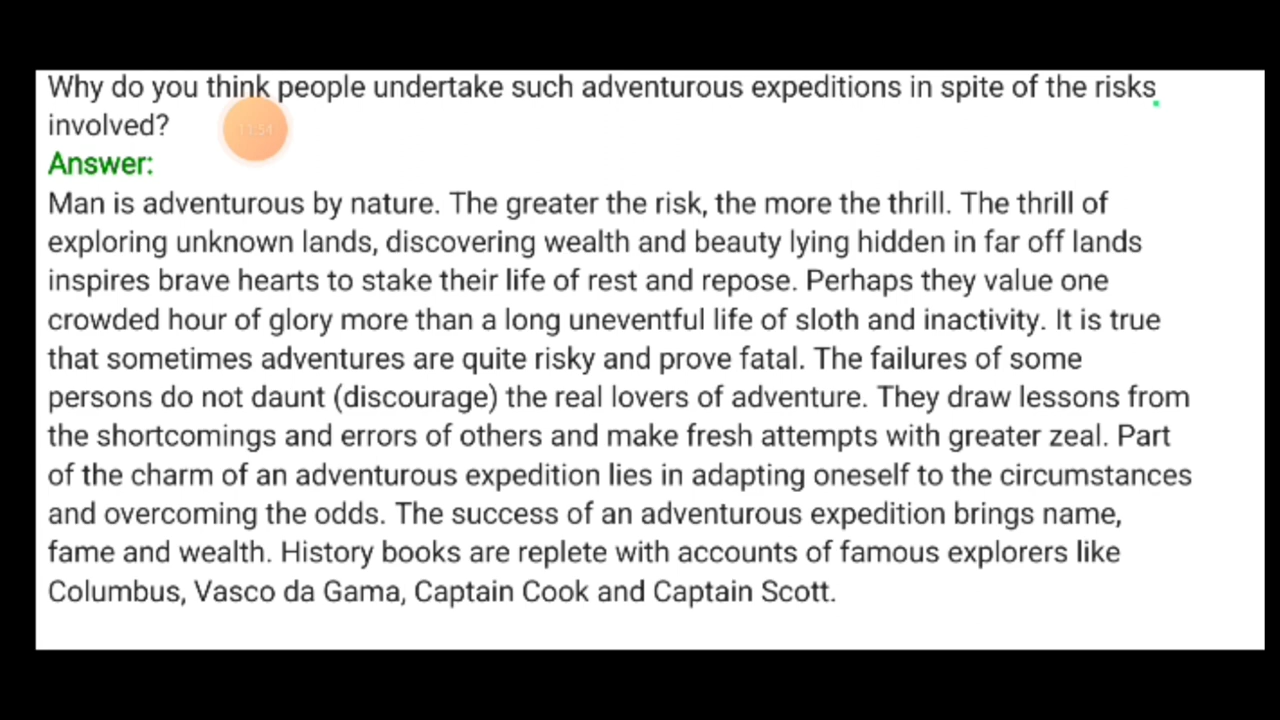 Why do you think people undertake such adventurous expeditions in spite of the risks
involved?
Answer:
Man is adventurous by nature. The greater the risk, the more the thrill. The thrill of
exploring unknown lands, discovering wealth and beauty lying hidden in far off lands
inspires brave hearts to stake their life of rest and repose. Perhaps they value one
crowded hour of glory more than a long uneventful life of sloth and inactivity. It is true
that sometimes adventures are quite risky and prove fatal. The failures of some
persons do not daunt (discourage) the real lovers of adventure. They draw lessons from
the shortcomings and errors of others and make fresh attempts with greater zeal. Part
of the charm of an adventurous expedition lies in adapting oneself to the circumstances
and overcoming the odds. The success of an adventurous expedition brings name,
fame and wealth. History books are replete with accounts of famous explorers like
Columbus, Vasco da Gama, Captain Cook and Captain Scott.